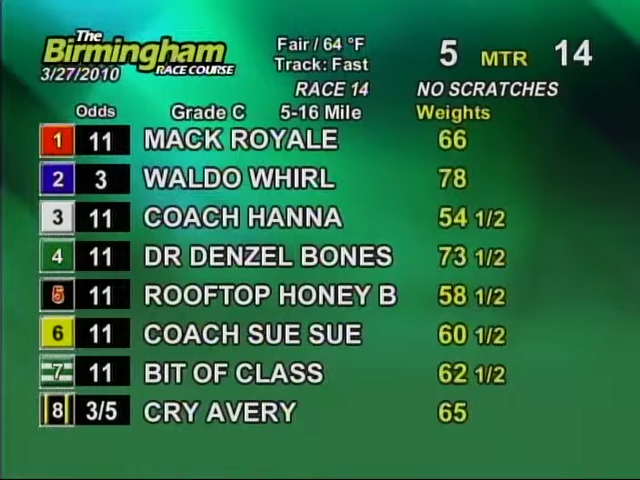 The
Birmingham
RACE COURSE
3/27/2010
Fair / 64 °F
Track: Fast
5 MTR 14
RACE 14 NO SCRATCHES
Odds Grade C 5-16 Mile Weights
1 11 MACK ROYALE 66
2 3 WALDO WHIRL 78
3 11 COACH HANNA 54 1/2
4 11 DR DENZEL BONES 73 1/2
5 11 ROOFTOP HONEY B 58 1/2
6 11 COACH SUE SUE 60 1/2
7 11 BIT OF CLASS 62 1/2
8 3/5 CRY AVERY 65